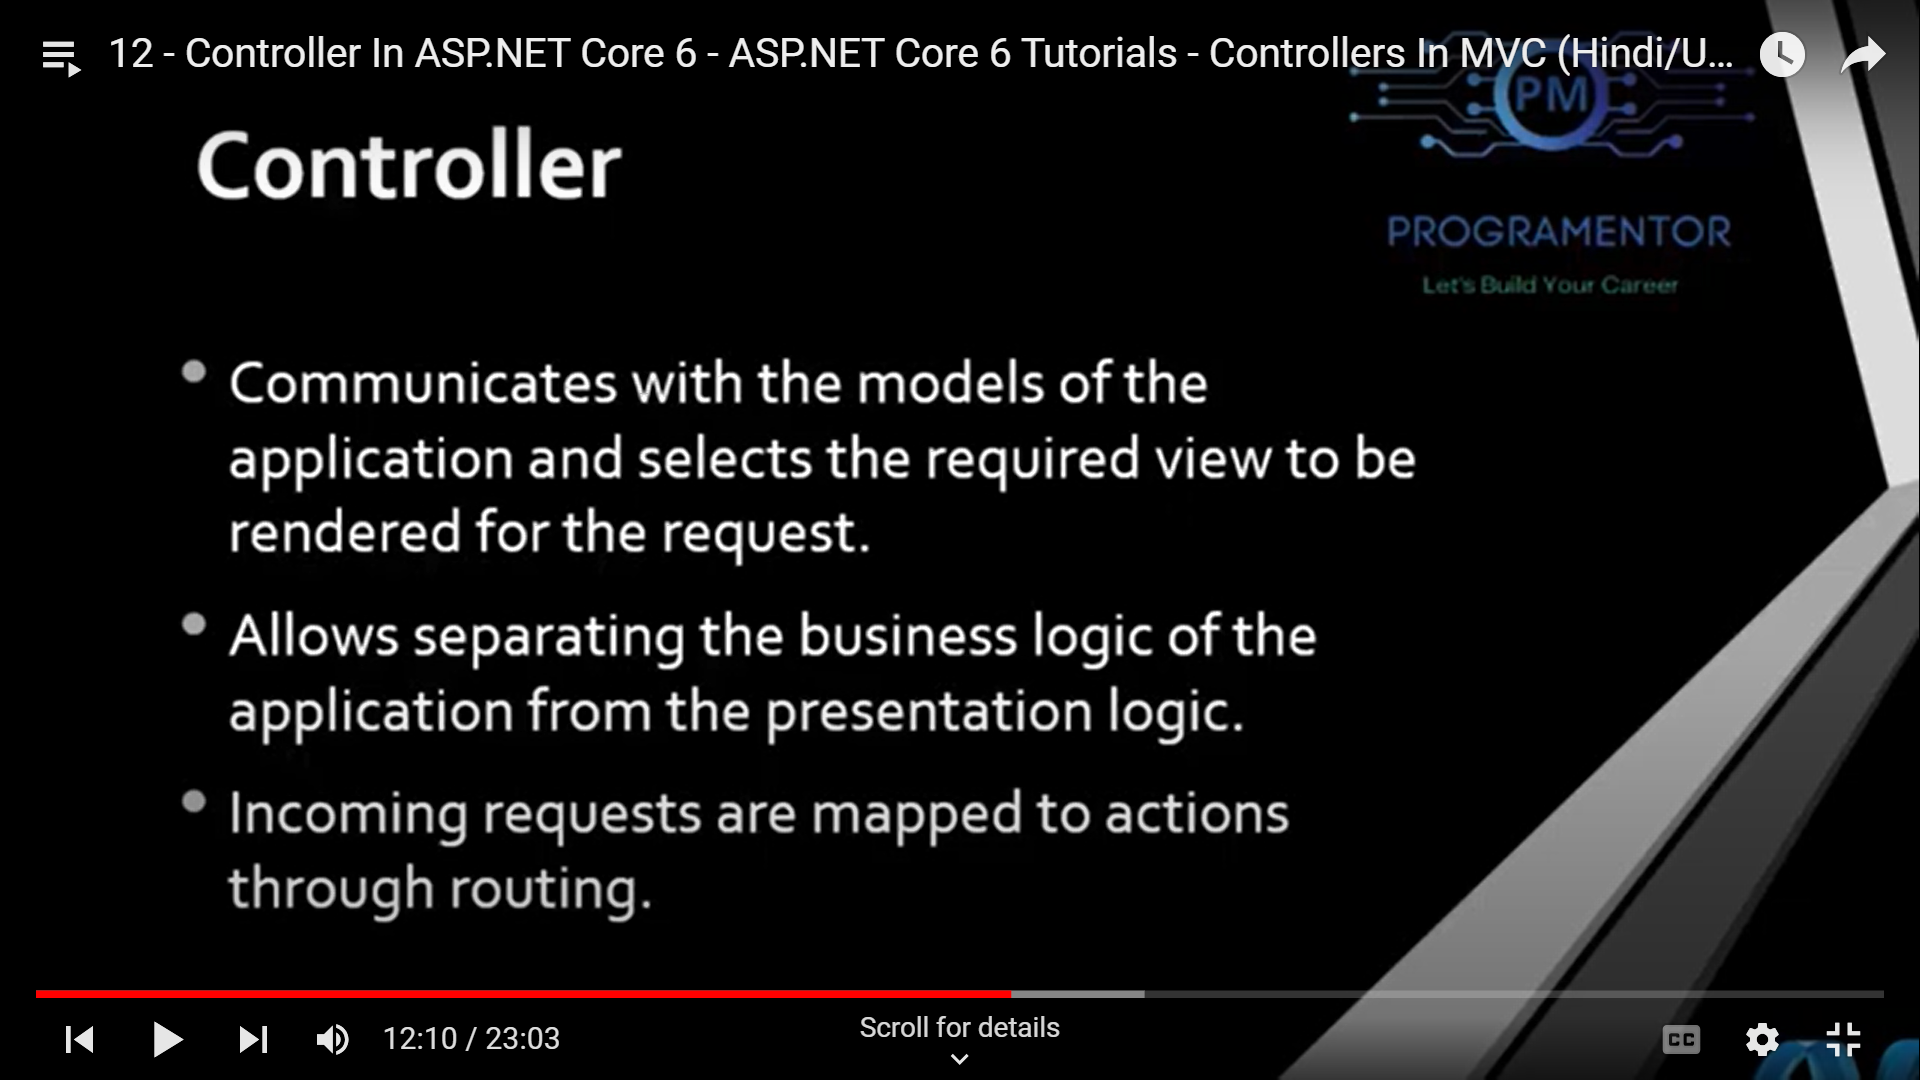 12 - Controller In ASP.NET Core 6 - ASP.NET Core 6 Tutorials - Controllers In MVC (Hindi/U...
PM
Controller
PROGRAMENTOR
Let's Build Your Career
Communicates with the models of the
application and selects the required view to be
rendered for the request.
Allows separating the business logic of the
application from the presentation logic.
Incoming requests are mapped to actions
through routing.
12:10 / 23:03
Scroll for details
CC